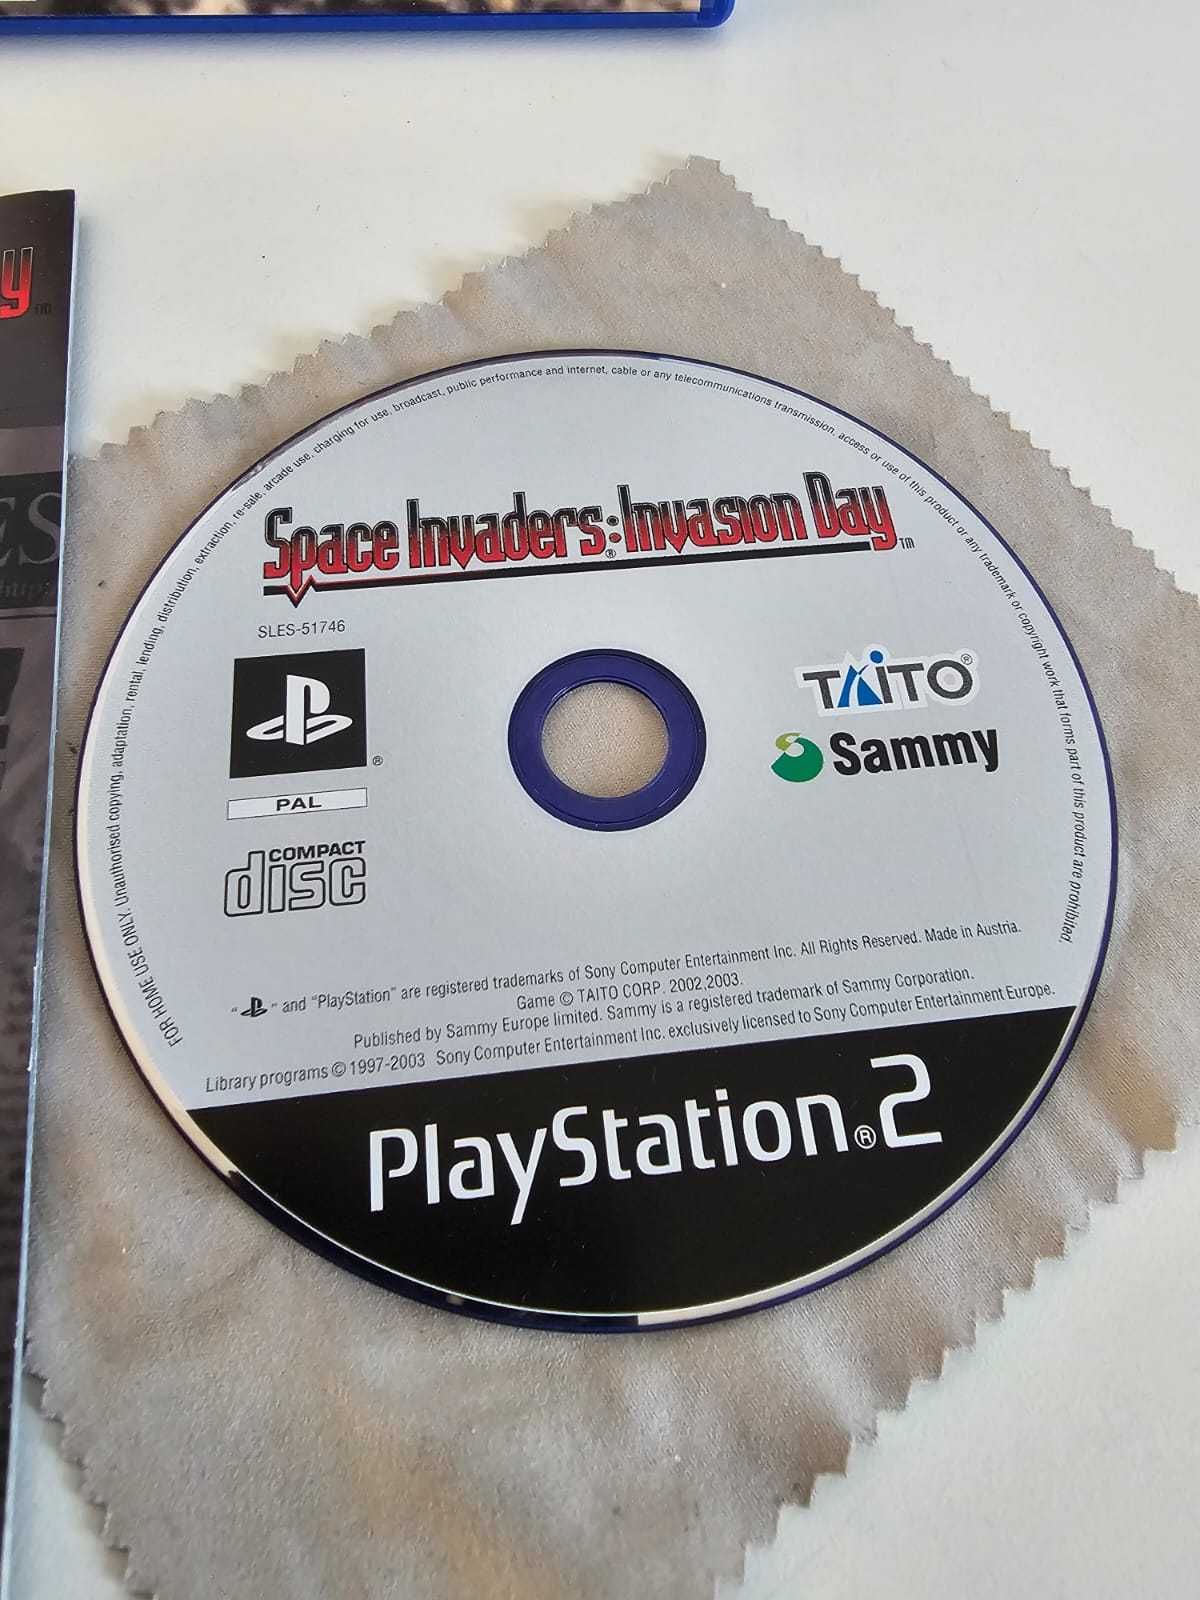 y™
ES
FOR HOME USE ONLY. Unauthorised copying, adaptation, rental, lending, distribution, extraction, re-sale, arcade use, charging for use, broadcast, public performance and internet, cable or any telecommunications transmission, access or use of this product or any trademark or copyright work that forms part of this product are prohibited.
Space Invaders®: Invasion Day™
SLES-51746
®
PAL
COMPACT
disc
TAITO®
Sammy
" " and "PlayStation" are registered trademarks of Sony Computer Entertainment Inc. All Rights Reserved. Made in Austria.
Game © TAITO CORP. 2002,2003.
Published by Sammy Europe limited. Sammy is a registered trademark of Sammy Corporation.
Library programs © 1997-2003 Sony Computer Entertainment Inc. exclusively licensed to Sony Computer Entertainment Europe.
PlayStation®2